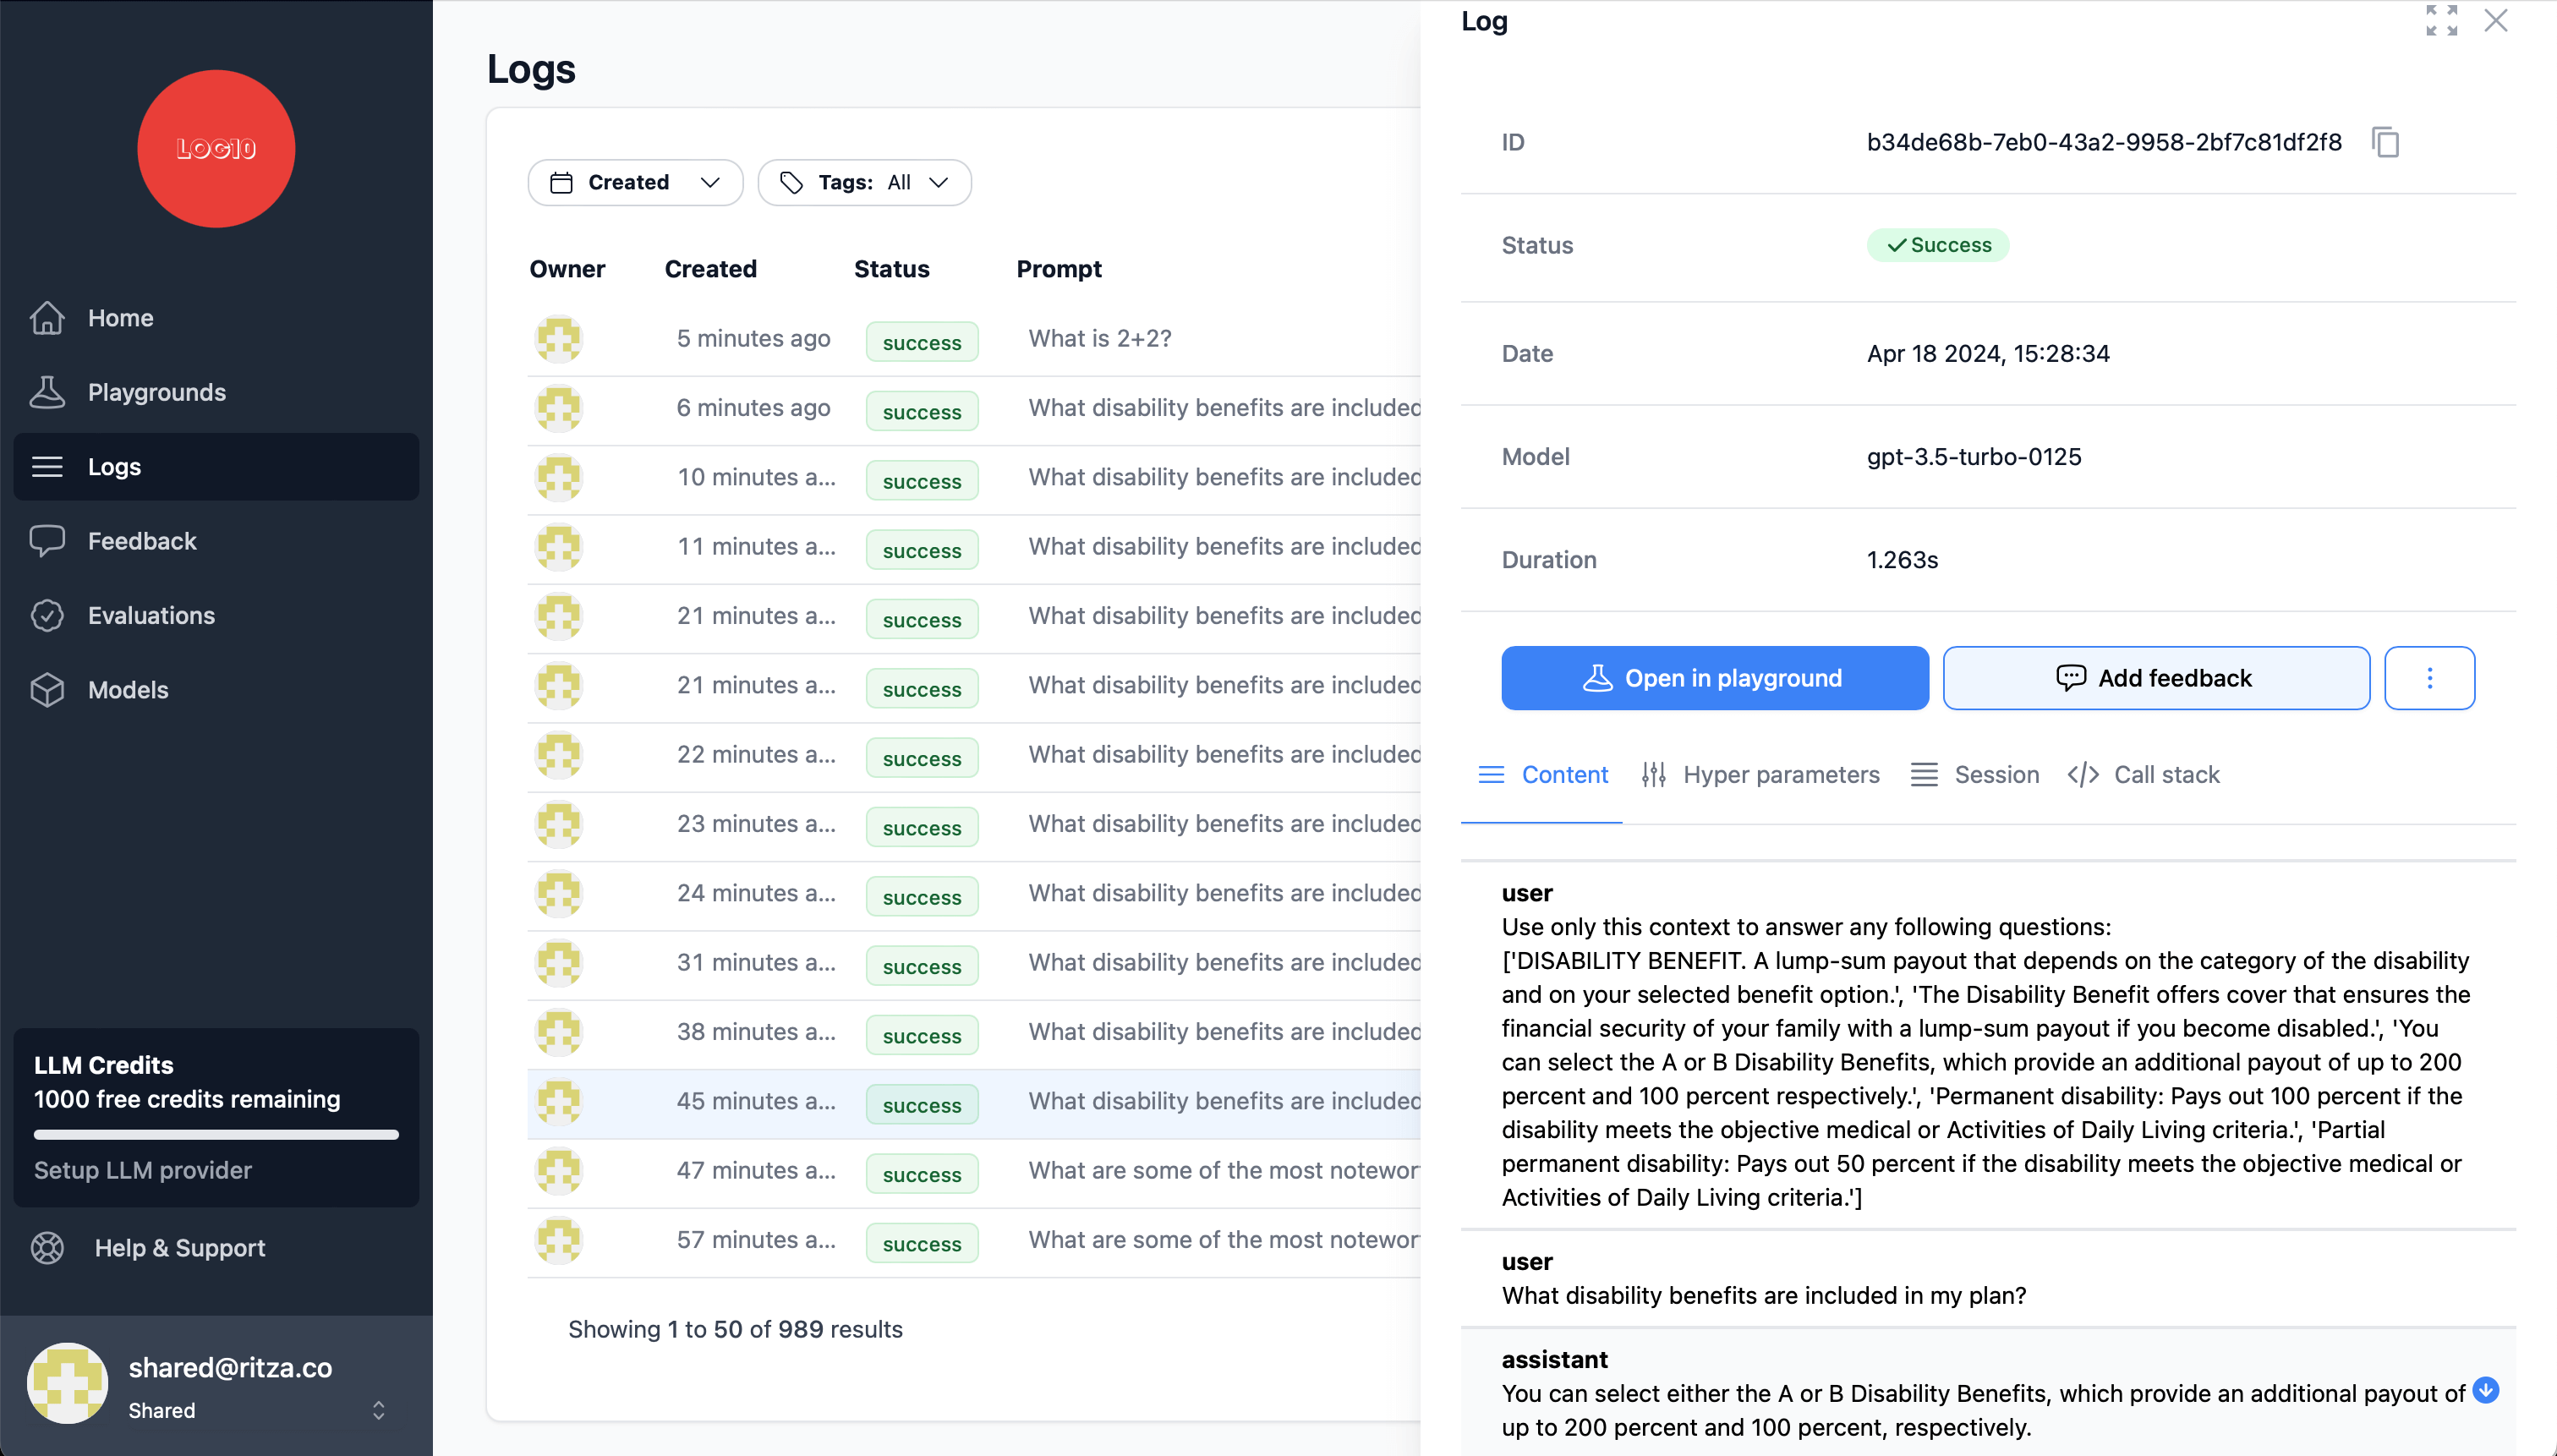 LOG10
Home
Playgrounds
Logs
Feedback
Evaluations
Models
LLM Credits
1000 free credits remaining
Setup LLM provider
Help & Support
shared@ritza.co
Shared
Logs
Created
Tags: All
Owner Created Status Prompt
5 minutes ago success What is 2+2?
6 minutes ago success What disability benefits are included
10 minutes a... success What disability benefits are included
11 minutes a... success What disability benefits are included
21 minutes a... success What disability benefits are included
21 minutes a... success What disability benefits are included
22 minutes a... success What disability benefits are included
23 minutes a... success What disability benefits are included
24 minutes a... success What disability benefits are included
31 minutes a... success What disability benefits are included
38 minutes a... success What disability benefits are included
45 minutes a... success What disability benefits are included
47 minutes a... success What are some of the most notewor
57 minutes a... success What are some of the most notewor
Showing 1 to 50 of 989 results
Log
ID b34de68b-7eb0-43a2-9958-2bf7c81df2f8
Status Success
Date Apr 18 2024, 15:28:34
Model gpt-3.5-turbo-0125
Duration 1.263s
Open in playground Add feedback
Content Hyper parameters Session </> Call stack
user
Use only this context to answer any following questions:
['DISABILITY BENEFIT. A lump-sum payout that depends on the category of the disability
and on your selected benefit option.', 'The Disability Benefit offers cover that ensures the
financial security of your family with a lump-sum payout if you become disabled.', 'You
can select the A or B Disability Benefits, which provide an additional payout of up to 200
percent and 100 percent respectively.', 'Permanent disability: Pays out 100 percent if the
disability meets the objective medical or Activities of Daily Living criteria.', 'Partial
permanent disability: Pays out 50 percent if the disability meets the objective medical or
Activities of Daily Living criteria.']
user
What disability benefits are included in my plan?
assistant
You can select either the A or B Disability Benefits, which provide an additional payout of
up to 200 percent and 100 percent, respectively.